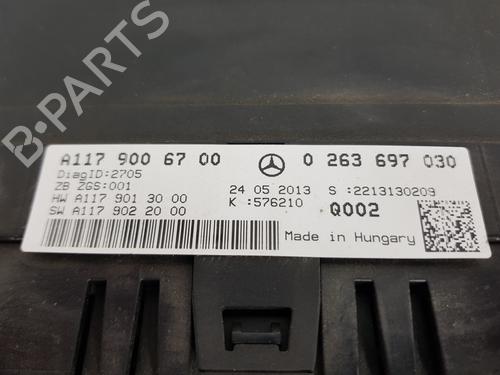 A117 900 67 00 0 263 697 030
DiagID:2705
ZB ZGS:001 24 05 2013 S :2213130209
HW A117 901 30 00 K :576210 Q002
SW A117 902 20 00
Made in Hungary
B-PARTS